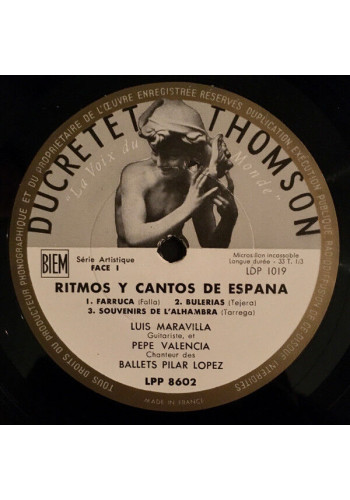 TOUS DROITS DU PRODUCTEUR PHONOGRAPHIQUE ET DU PROPRIETAIRE DE L'ŒUVRE ENREGISTRÉE RESERVÉS DUPLICATION EXÉCUTION PUBLIQUE RADIODIFFUSION DE CE DISQUE INTERDITES
DUCRETET THOMSON
"La Voix du Monde"
BIEM
Série Artistique
FACE 1
Microsillon incassable
Longue durée - 33 T. 1/3
LDP 1019
RITMOS Y CANTOS DE ESPANA
1. FARRUCA (Falla) 2. BULERIAS (Tejera)
3. SOUVENIRS DE L'ALHAMBRA (Tarrega)
LUIS MARAVILLA
Guitariste, et
PEPE VALENCIA
Chanteur des
BALLETS PILAR LOPEZ
LPP 8602
MADE IN FRANCE